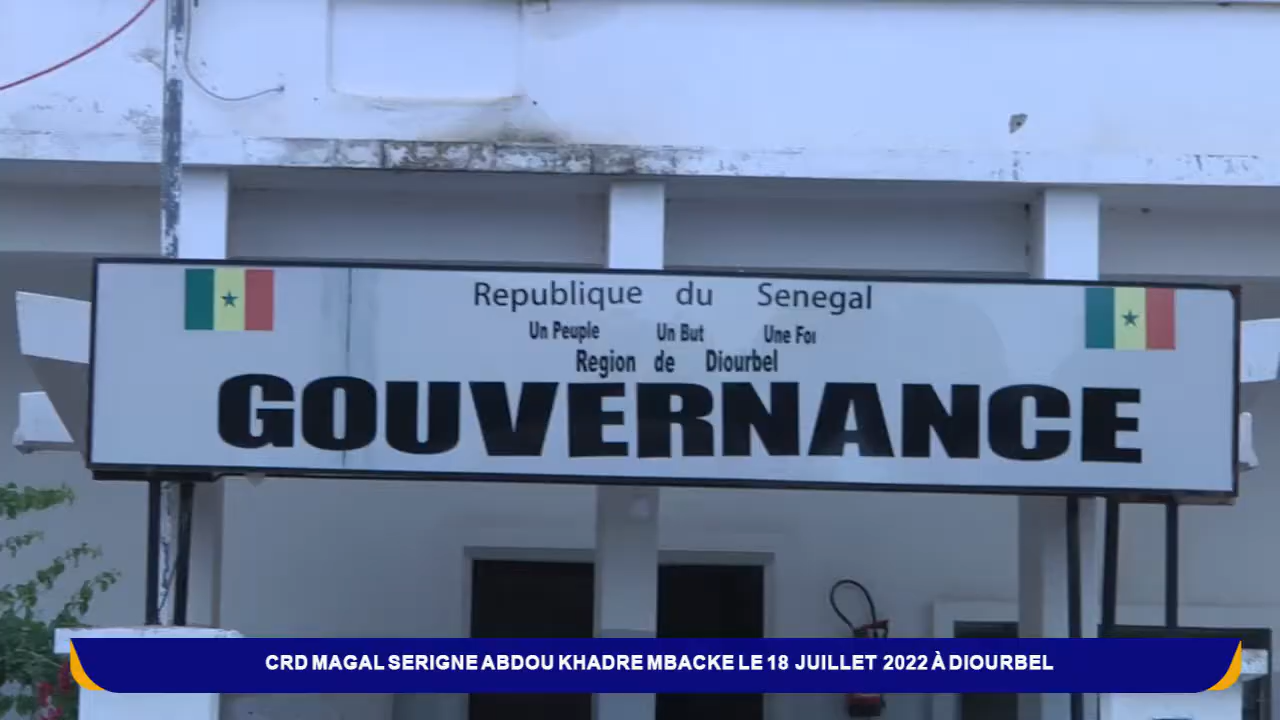 Republique du Senegal
Un Peuple Un But Une Foi
Region de Diourbel
GOUVERNANCE
CRD MAGAL SERIGNE ABDOU KHADRE MBACKE LE 18 JUILLET 2022 À DIOURBEL